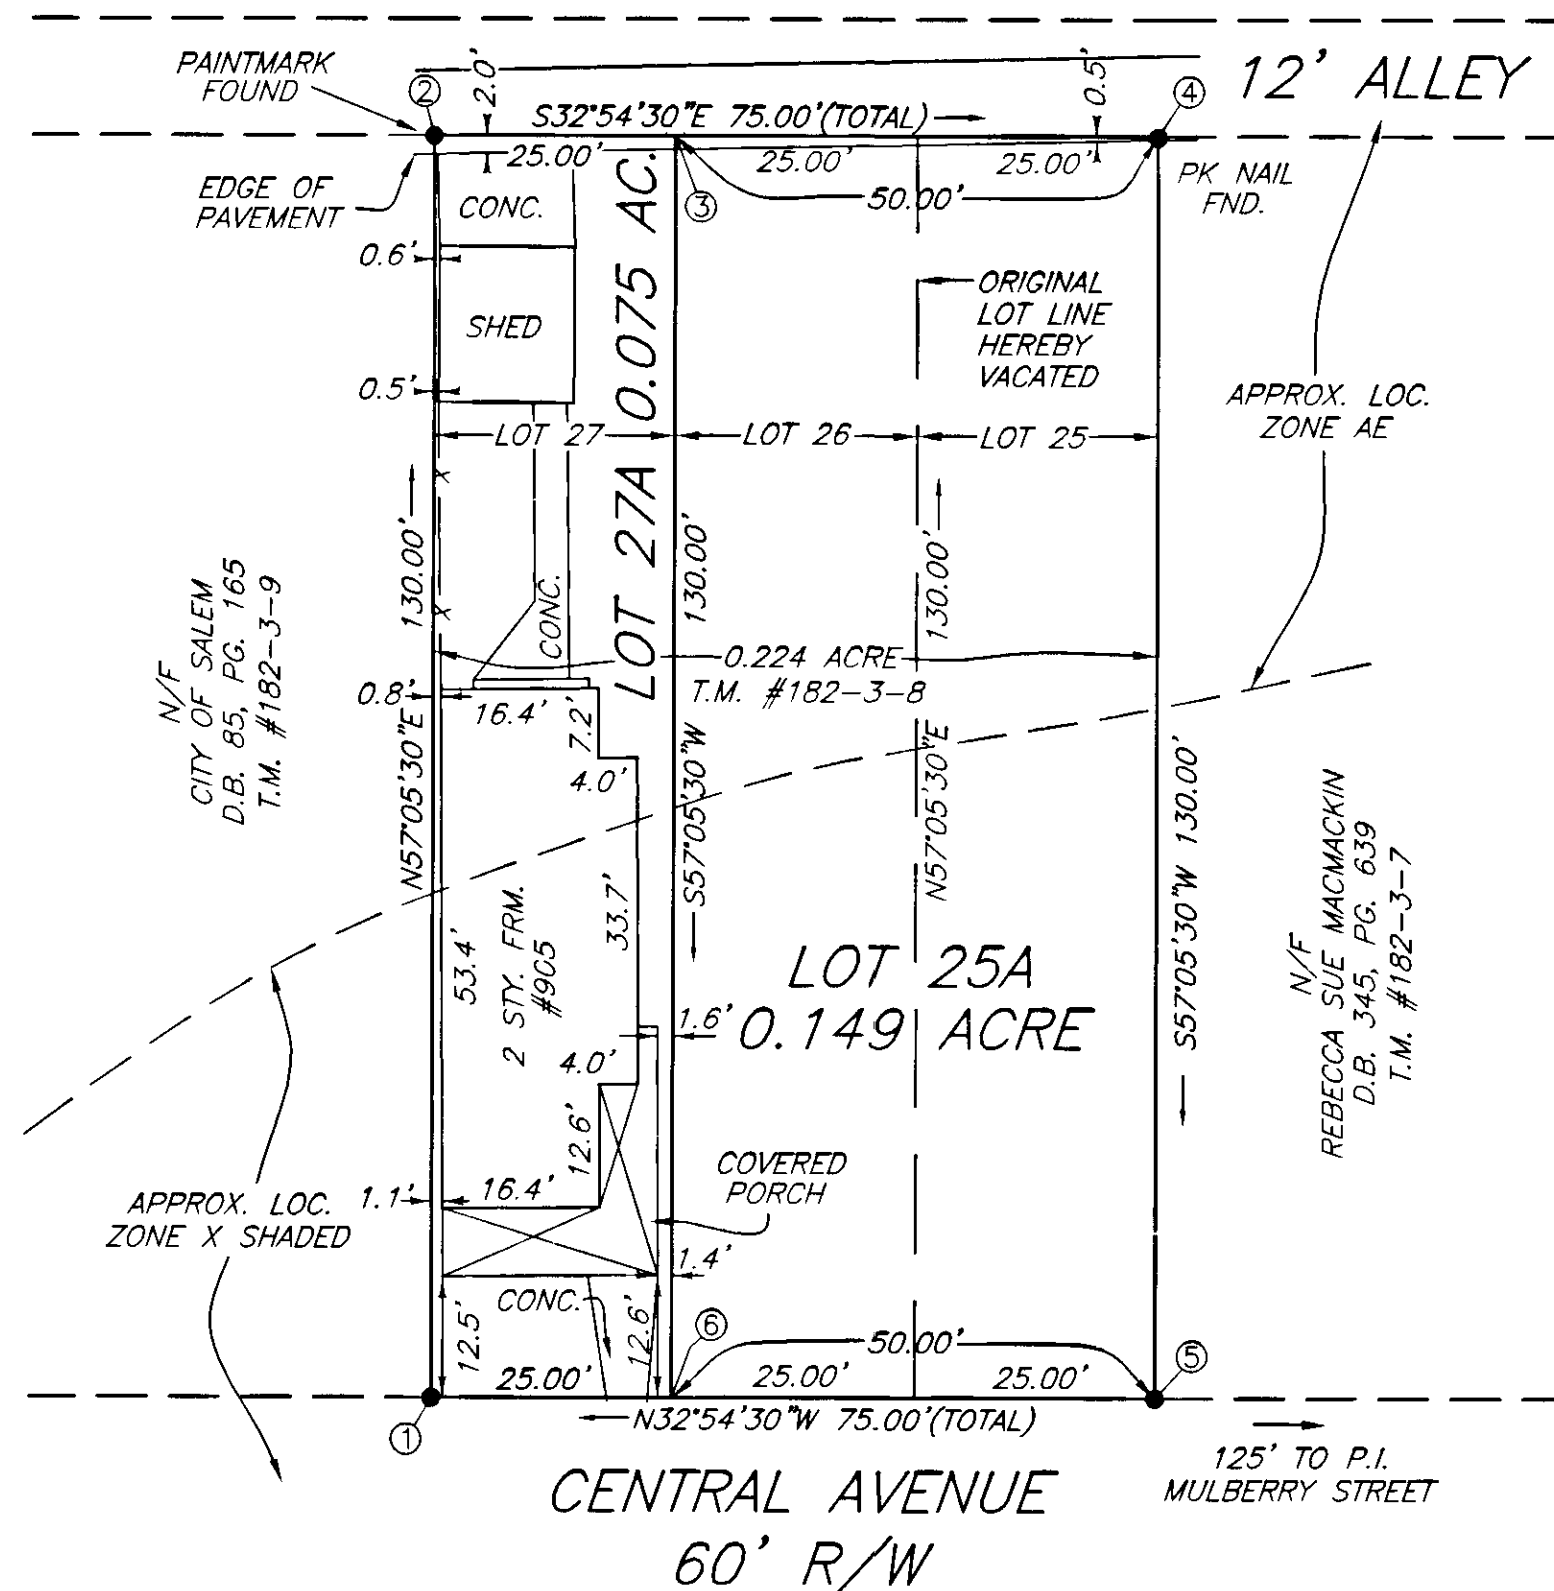 12' ALLEY
PAINTMARK
FOUND
2
2.0'
S32°54'30"E 75.00'(TOTAL)
0.5'
4
25.00'
25.00'
25.00'
PK NAIL
FND.
EDGE OF
PAVEMENT
CONC.
3
50.00'
0.6'
SHED
ORIGINAL
LOT LINE
HEREBY
VACATED
0.5'
APPROX. LOC.
ZONE AE
LOT 27
LOT 26
LOT 25
LOT 27A 0.075 AC.
X
X
130.00'
130.00'
130.00'
CONC.
N/F
CITY OF SALEM
D.B. 85, PG. 165
T.M. #182-3-9
0.224 ACRE
T.M. #182-3-8
0.8'
16.4'
7.2'
4.0'
N57°05'30"E
S57°05'30"W
N57°05'30"E
S57°05'30"W 130.00'
53.4'
2 STY. FRM.
#905
33.7'
LOT 25A
0.149 ACRE
N/F
REBECCA SUE MACMACKIN
D.B. 345, PG. 639
T.M. #182-3-7
1.6'
4.0'
12.6'
COVERED
PORCH
APPROX. LOC.
ZONE X SHADED
1.1'
16.4'
1.4'
CONC.
12.5'
12.6'
6
50.00'
5
25.00'
25.00'
25.00'
1
N32°54'30"W 75.00'(TOTAL)
125' TO P.I.
MULBERRY STREET
CENTRAL AVENUE
60' R/W